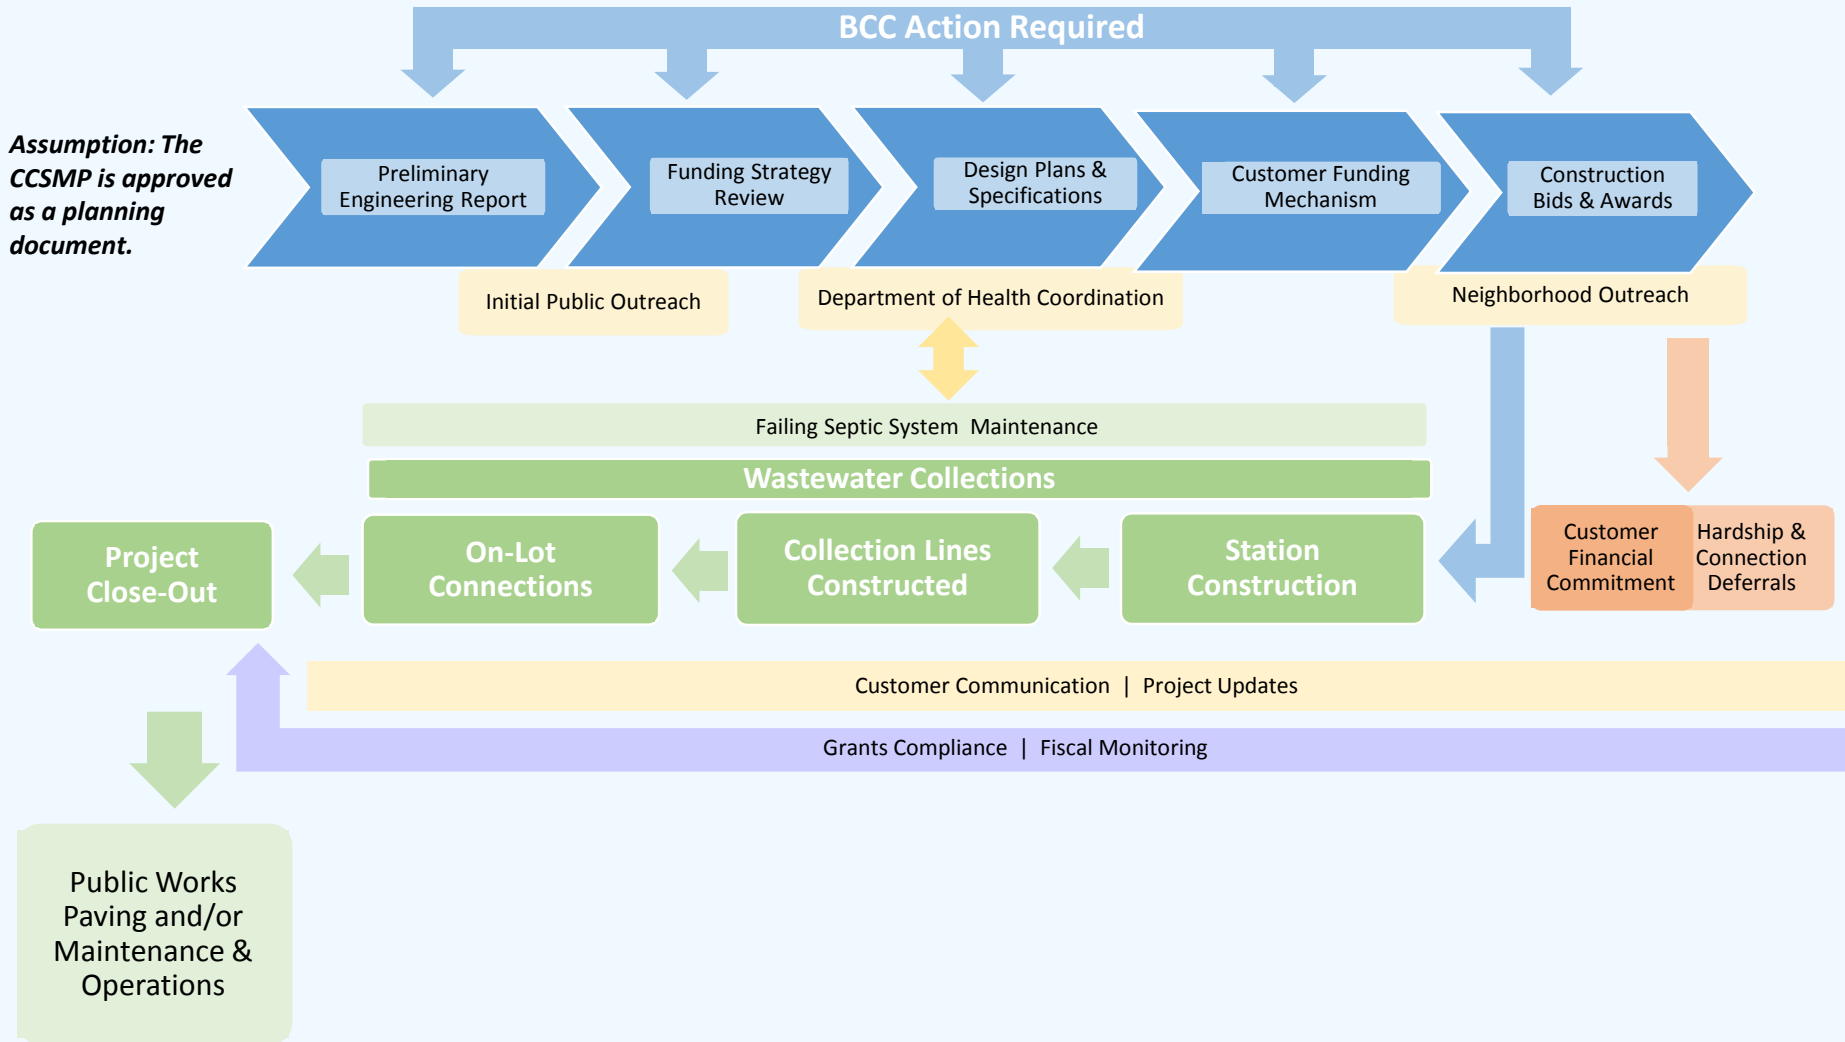 BCC Action Required
Assumption: The
CCSMP is approved
as a planning
document.
Preliminary
Engineering Report
Funding Strategy
Review
Design Plans &
Specifications
Customer Funding
Mechanism
Construction
Bids & Awards
Initial Public Outreach
Department of Health Coordination
Neighborhood Outreach
Failing Septic System  Maintenance
Wastewater Collections
Project
Close-Out
On-Lot
Connections
Collection Lines
Constructed
Station
Construction
Customer
Financial
Commitment
Hardship &
Connection
Deferrals
Customer Communication | Project Updates
Grants Compliance | Fiscal Monitoring
Public Works
Paving and/or
Maintenance &
Operations